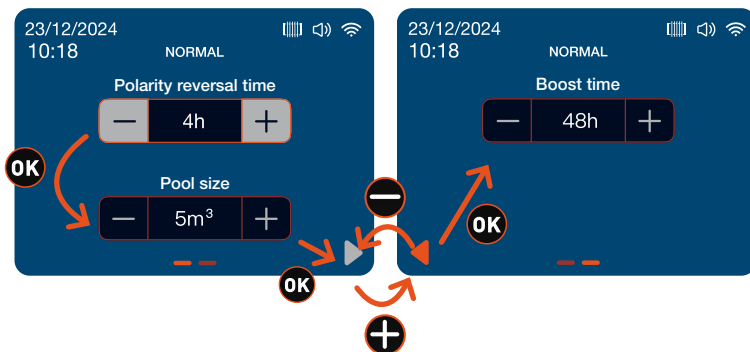 23/12/2024
10:18
NORMAL
Polarity reversal time
− 4h +
OK
Pool size
− 5m³ +
OK
23/12/2024
10:18
NORMAL
Boost time
− 48h +
OK
−
+